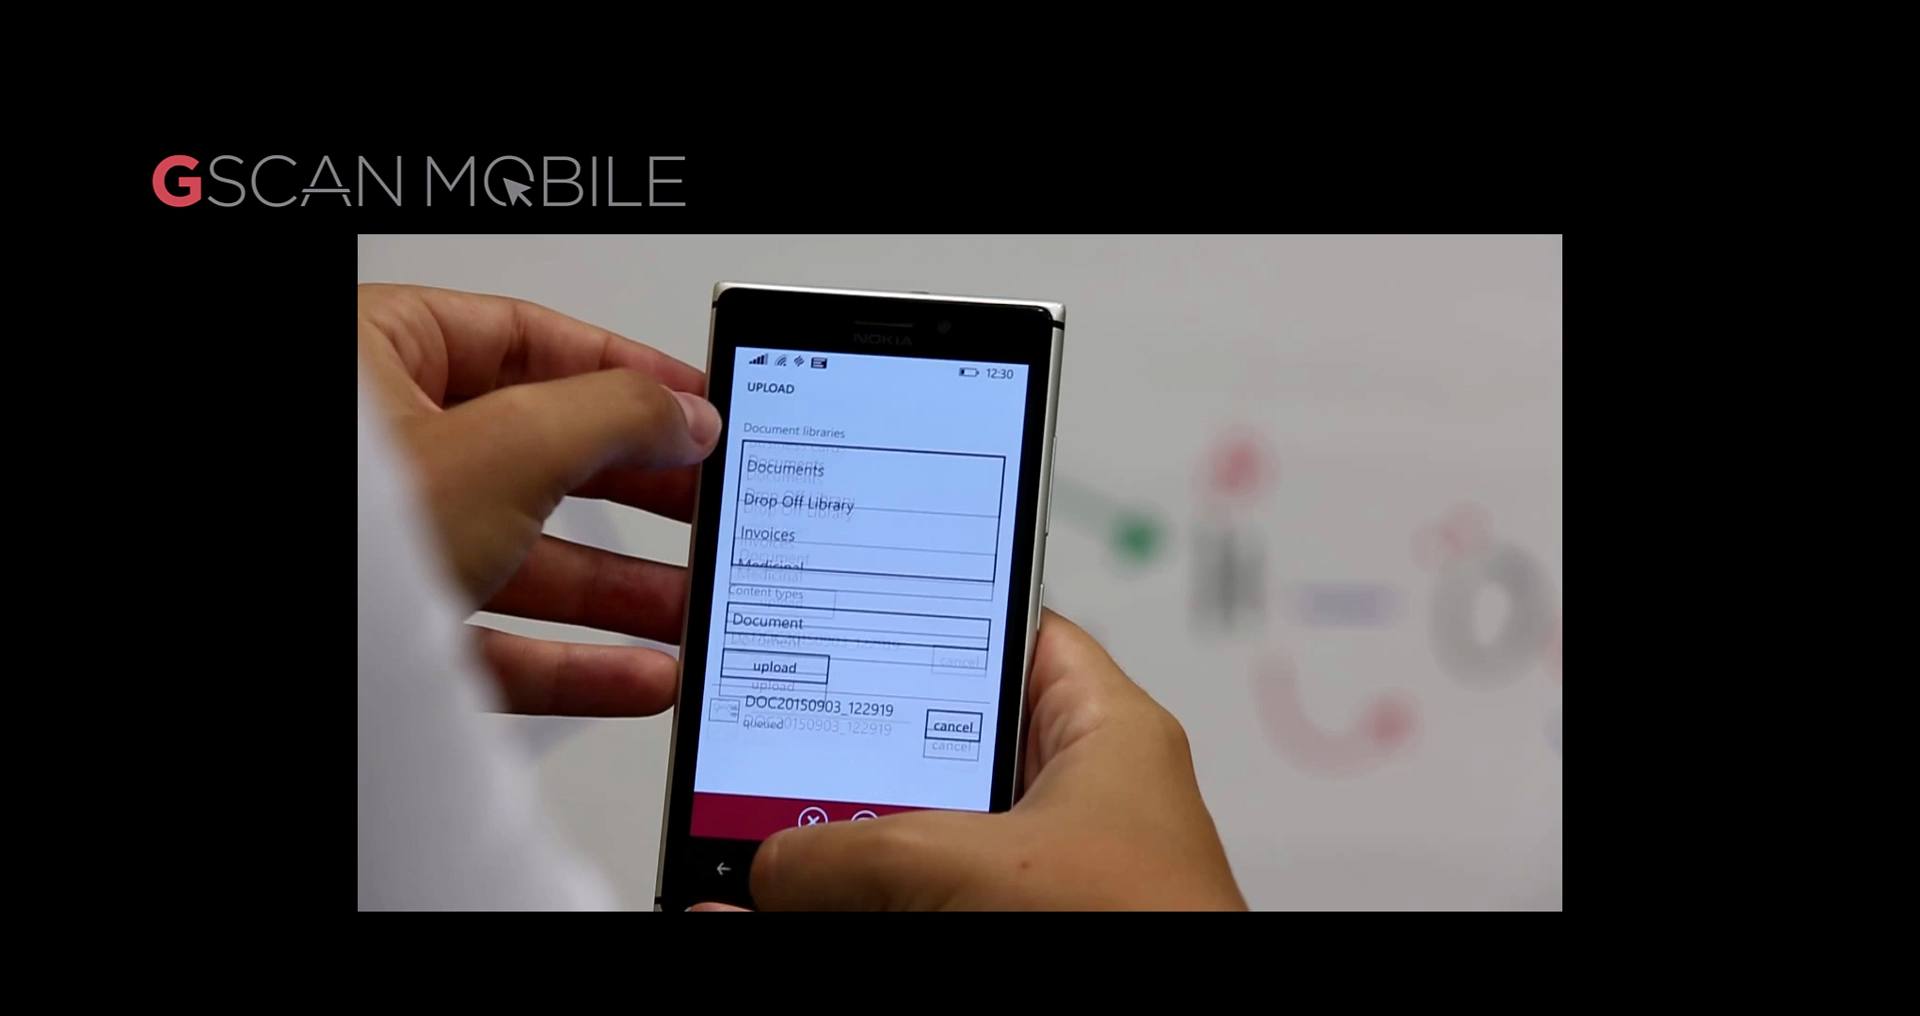 GSCAN MOBILE
NOKIA
12:30
UPLOAD
Document libraries
Documents
Drop Off Library
Invoices
Medicinal
Content types
Document
upload
DOC20150903_122919
cancel
queued